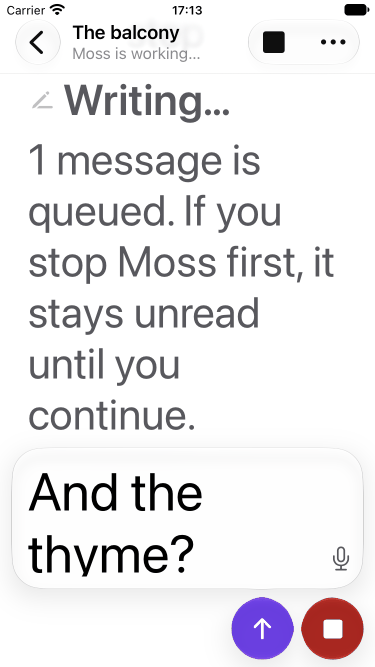 Carrier 17:13
The balcony
Moss is working...
Writing...
1 message is
queued. If you
stop Moss first, it
stays unread
until you
continue.
And the
thyme?